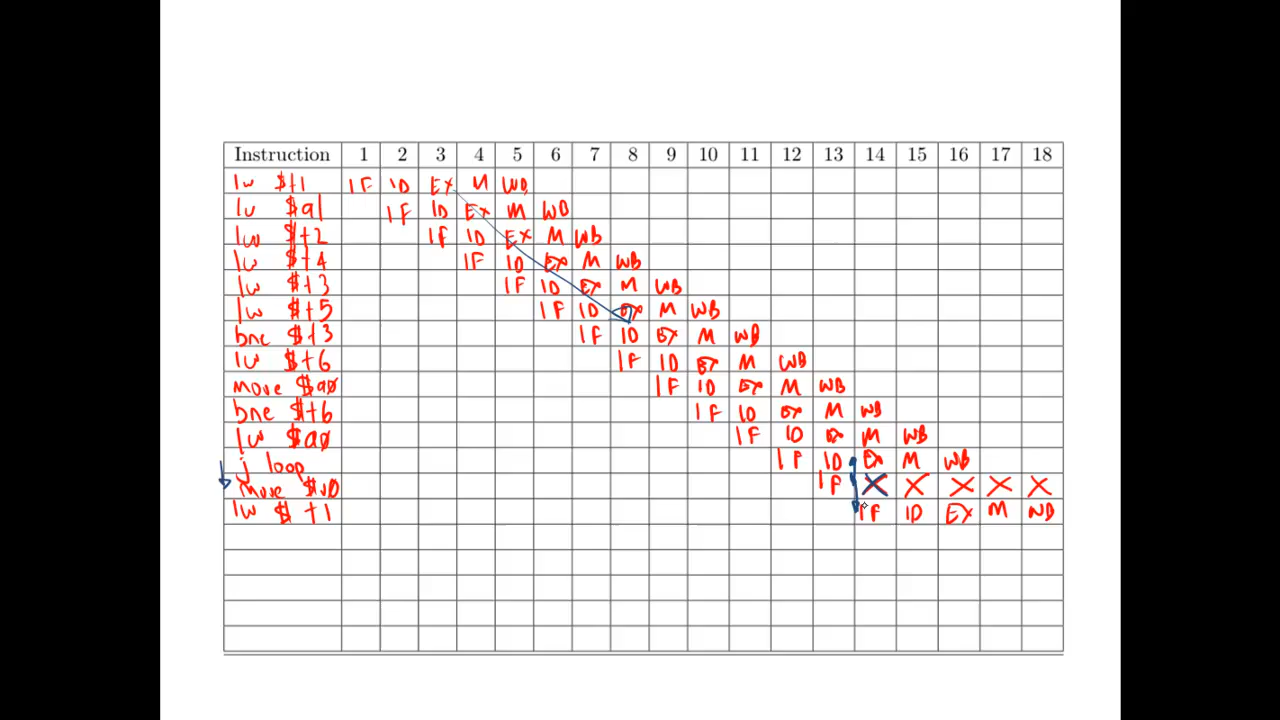 Instruction 1 2 3 4 5 6 7 8 9 10 11 12 13 14 15 16 17 18
lw $t1 IF ID EX M WB
lw $a1 IF ID EX M WB
lw $t2 IF ID EX M WB
lw $t4 IF ID EX M WB
lw $t3 IF ID EX M WB
lw $t5 IF ID EX M WB
bne $t3 IF ID EX M WB
lw $t6 IF ID EX M WB
move $a0 IF ID EX M WB
bne $t6 IF ID EX M WB
lw $a0 IF ID EX M WB
j loop IF ID EX M WB
move $v0 IF X X X X X
lw $t1 IF ID EX M WB